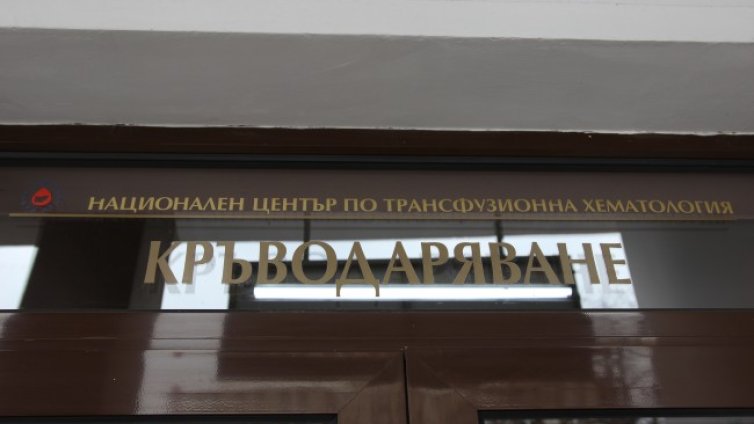 НАЦИОНАЛЕН ЦЕНТЪР ПО ТРАНСФУЗИОННА ХЕМАТОЛОГИЯ
КРЪВОДАРЯВАНЕ